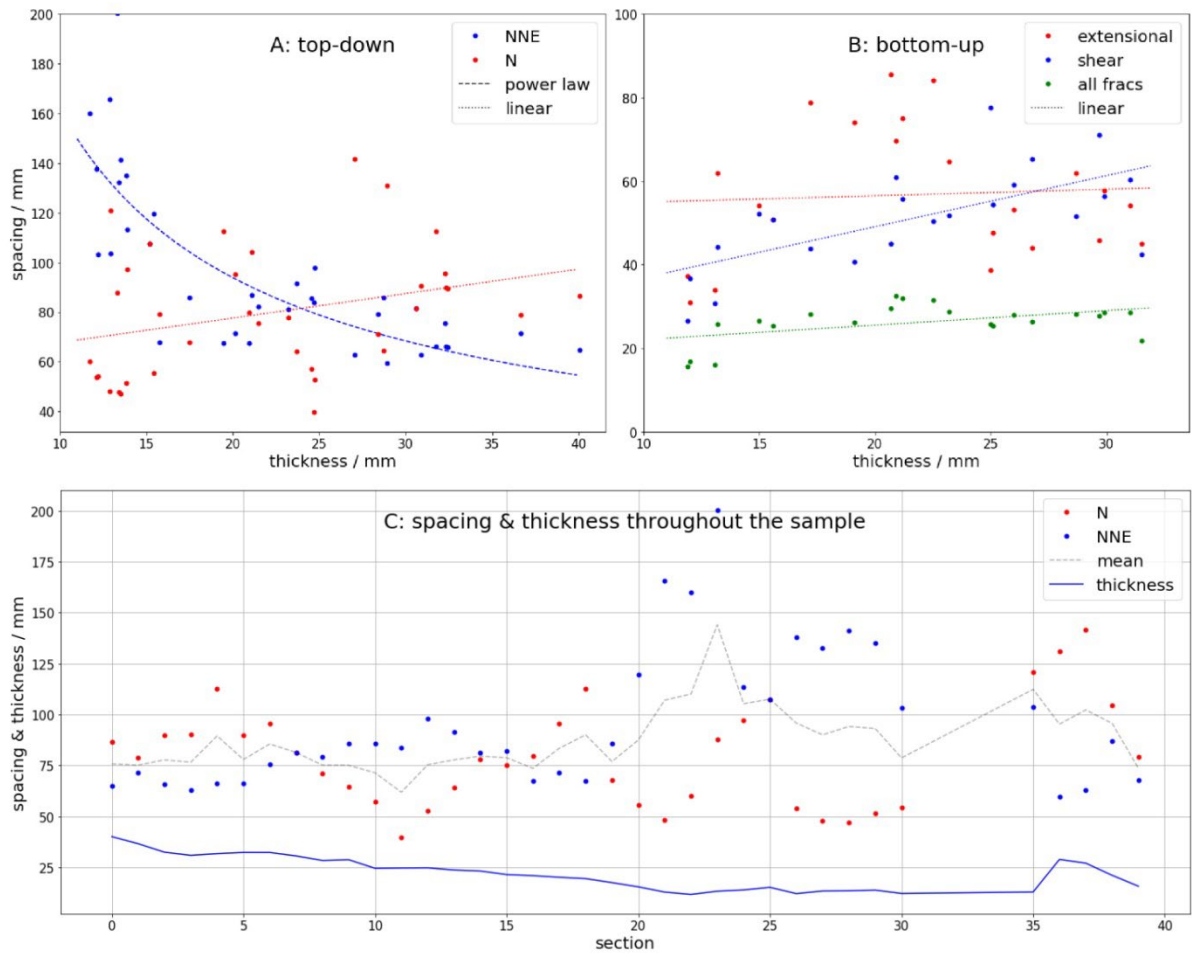 A: top-down
NNE
N
power law
linear
200
180
160
140
120
100
80
60
40
spacing / mm
10 15 20 25 30 35 40
thickness / mm
B: bottom-up
extensional
shear
all fracs
linear
100
80
60
40
20
0
10 15 20 25 30
thickness / mm
C: spacing & thickness throughout the sample
N
NNE
mean
thickness
200
175
150
125
100
75
50
25
spacing & thickness / mm
0 5 10 15 20 25 30 35 40
section